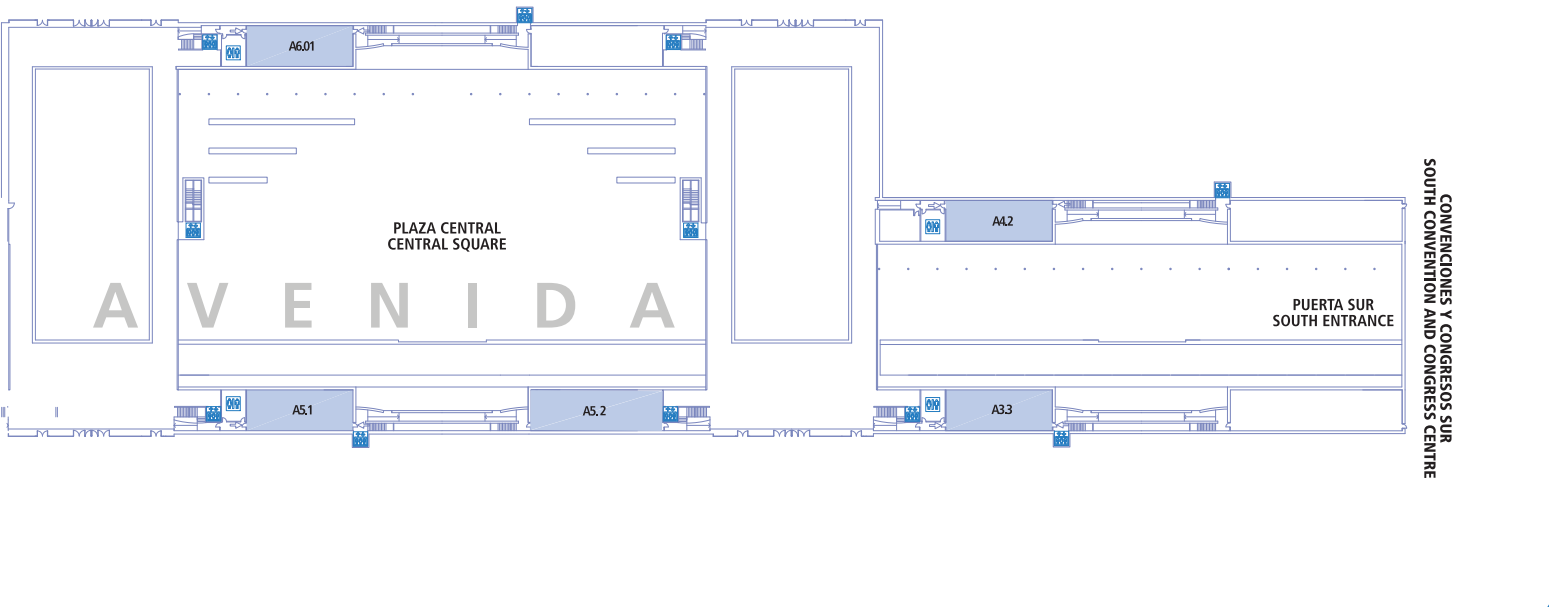 A6.01
A4.2
PLAZA CENTRAL
CENTRAL SQUARE
AVENIDA
PUERTA SUR
SOUTH ENTRANCE
A5.1
A5.2
A3.3
CONVENCIONES Y CONGRESOS SUR
SOUTH CONVENTION AND CONGRESS CENTRE